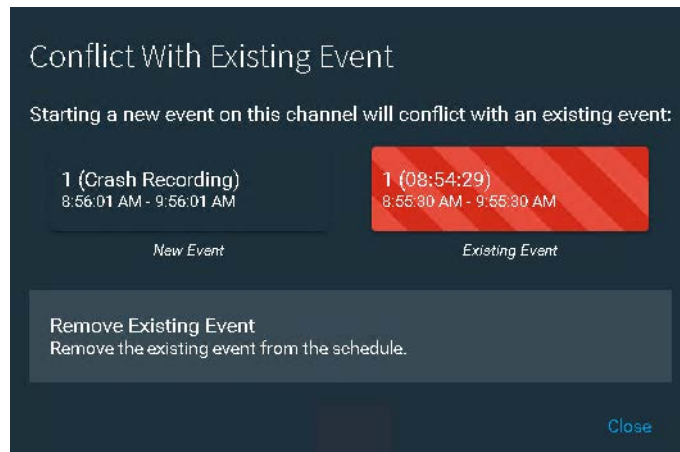 Conflict With Existing Event
Starting a new event on this channel will conflict with an existing event:
1 (Crash Recording)
8:56:01 AM - 9:56:01 AM
New Event
1 (08:54:29)
8:55:30 AM - 9:55:30 AM
Existing Event
Remove Existing Event
Remove the existing event from the schedule.
Close